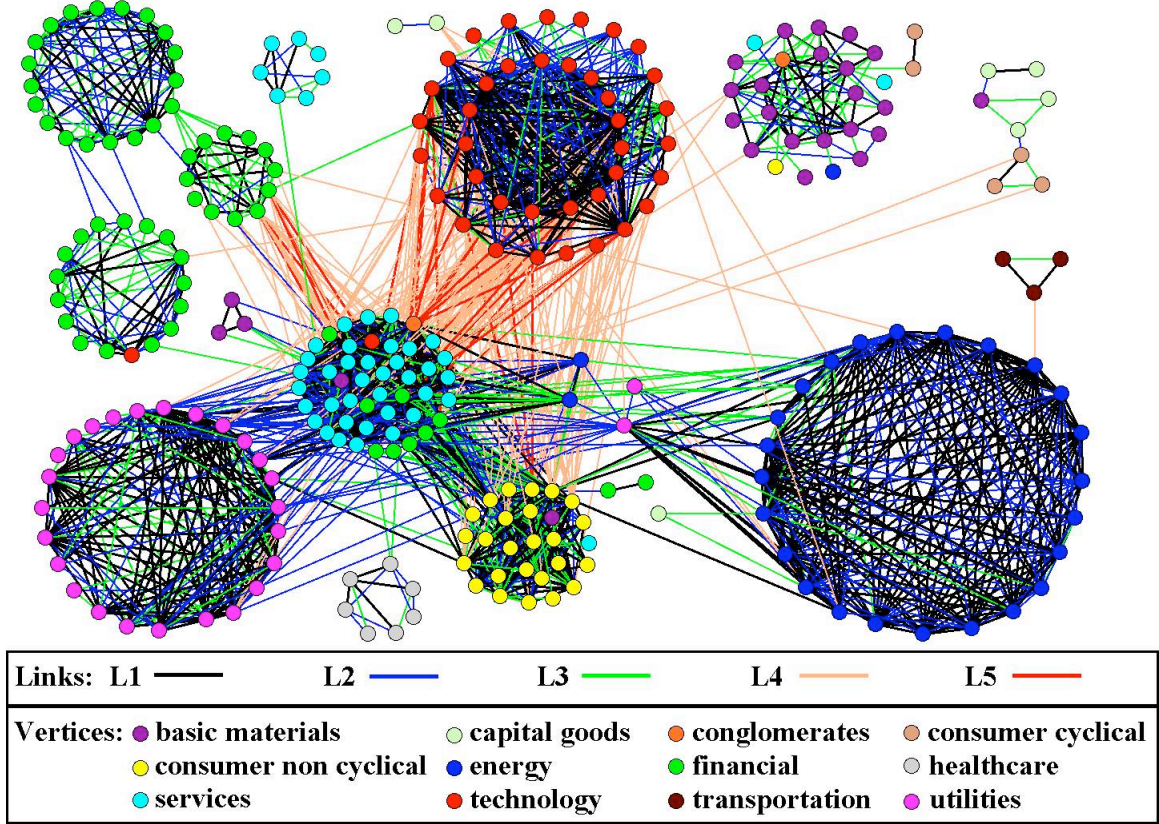 Links: L1 L2 L3 L4 L5
Vertices: basic materials capital goods conglomerates consumer cyclical
consumer non cyclical energy financial healthcare
services technology transportation utilities